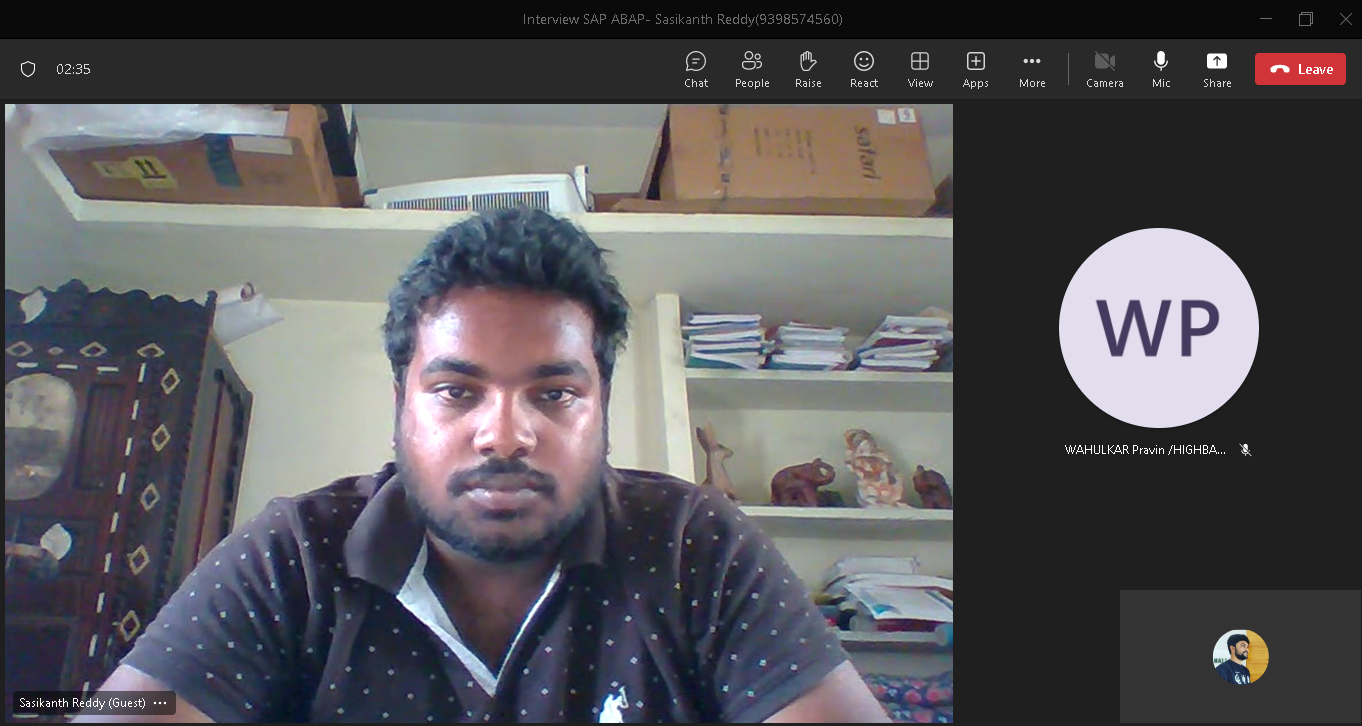 Interview SAP ABAP- Sasikanth Reddy(9398574560)
02:35
Chat
People
Raise
React
View
Apps
More
Camera
Mic
Share
Leave
safari
WP
WAHULKAR Pravin /HIGHBA...
Sasikanth Reddy (Guest)